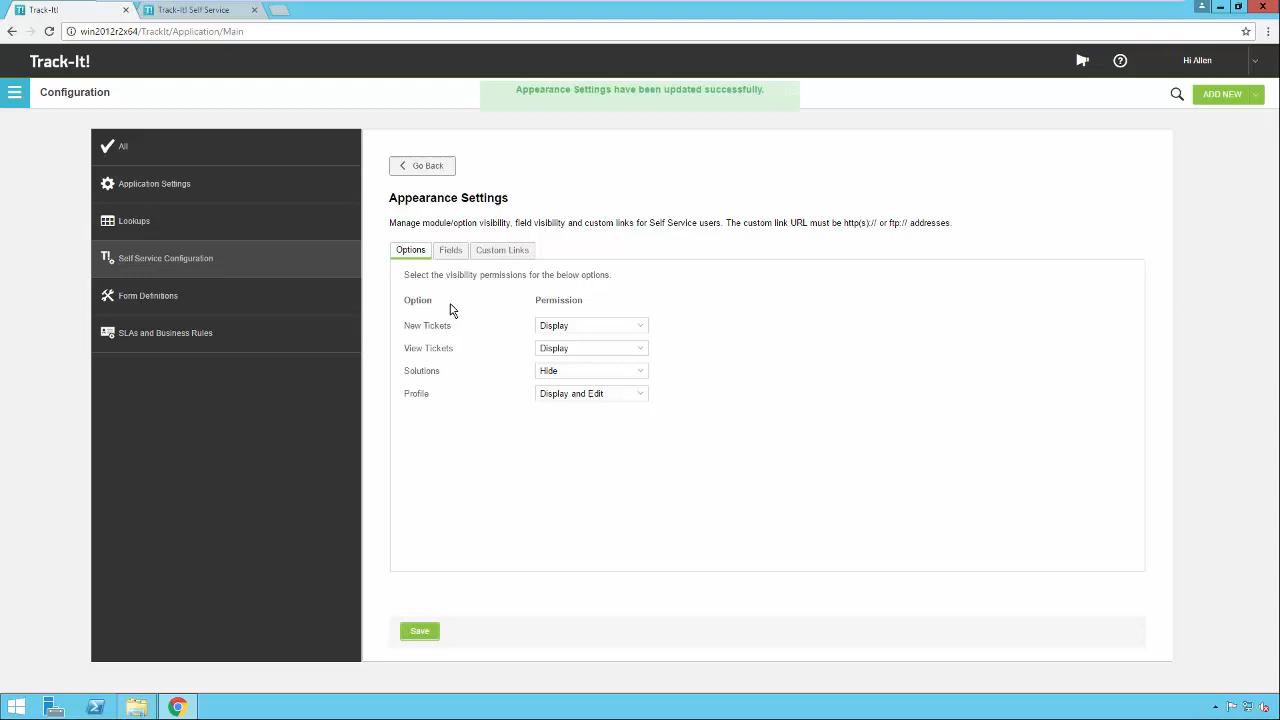 Track-It!
Track-It! Self Service
win2012r2x64/TrackIt/Application/Main
Track-It!
Hi Allen
Configuration
Appearance Settings have been updated successfully.
ADD NEW
All
Application Settings
Lookups
Self Service Configuration
Form Definitions
SLAs and Business Rules
Go Back
Appearance Settings
Manage module/option visibility, field visibility and custom links for Self Service users. The custom link URL must be http(s):// or ftp:// addresses.
Options Fields Custom Links
Select the visibility permissions for the below options.
Option Permission
New Tickets Display
View Tickets Display
Solutions Hide
Profile Display and Edit
Save